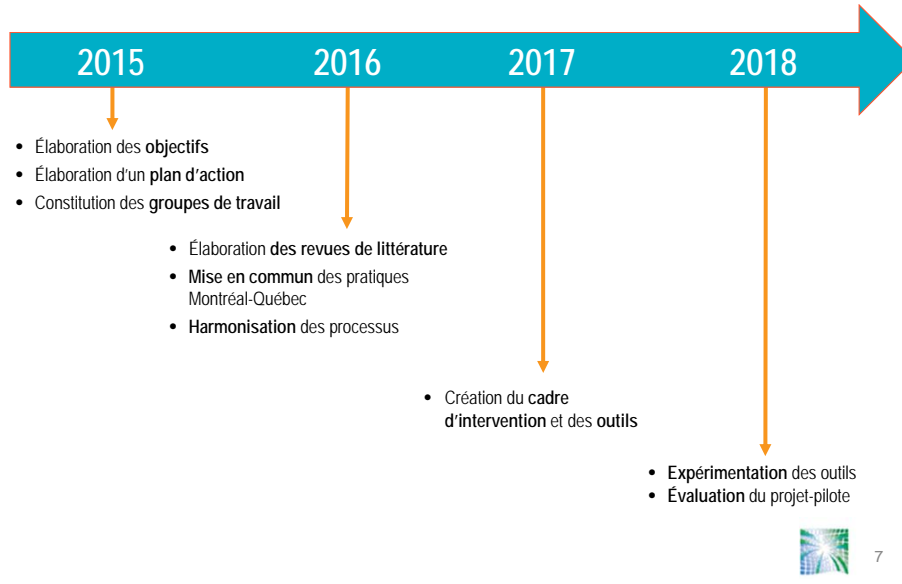 2015 2016 2017 2018
• Élaboration des objectifs
• Élaboration d'un plan d'action
• Constitution des groupes de travail
• Élaboration des revues de littérature
• Mise en commun des pratiques
Montréal-Québec
• Harmonisation des processus
• Création du cadre
d'intervention et des outils
• Expérimentation des outils
• Évaluation du projet-pilote
7